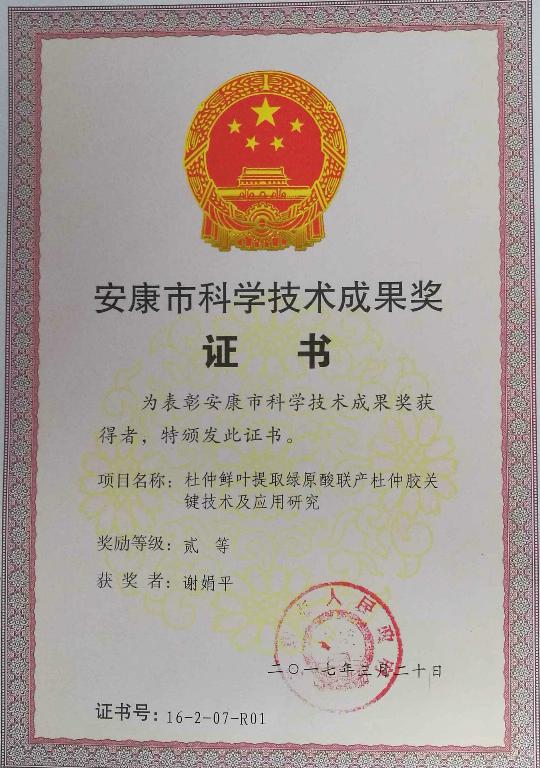 安康市科学技术成果奖
证 书
为表彰安康市科学技术成果奖获
得者，特颁发此证书。
项目名称：杜仲鲜叶提取绿原酸联产杜仲胶关
键技术及应用研究
奖励等级：贰 等
获 奖 者：谢娟平
人民政
二〇一七年三月二十日
证书号：16-2-07-R01